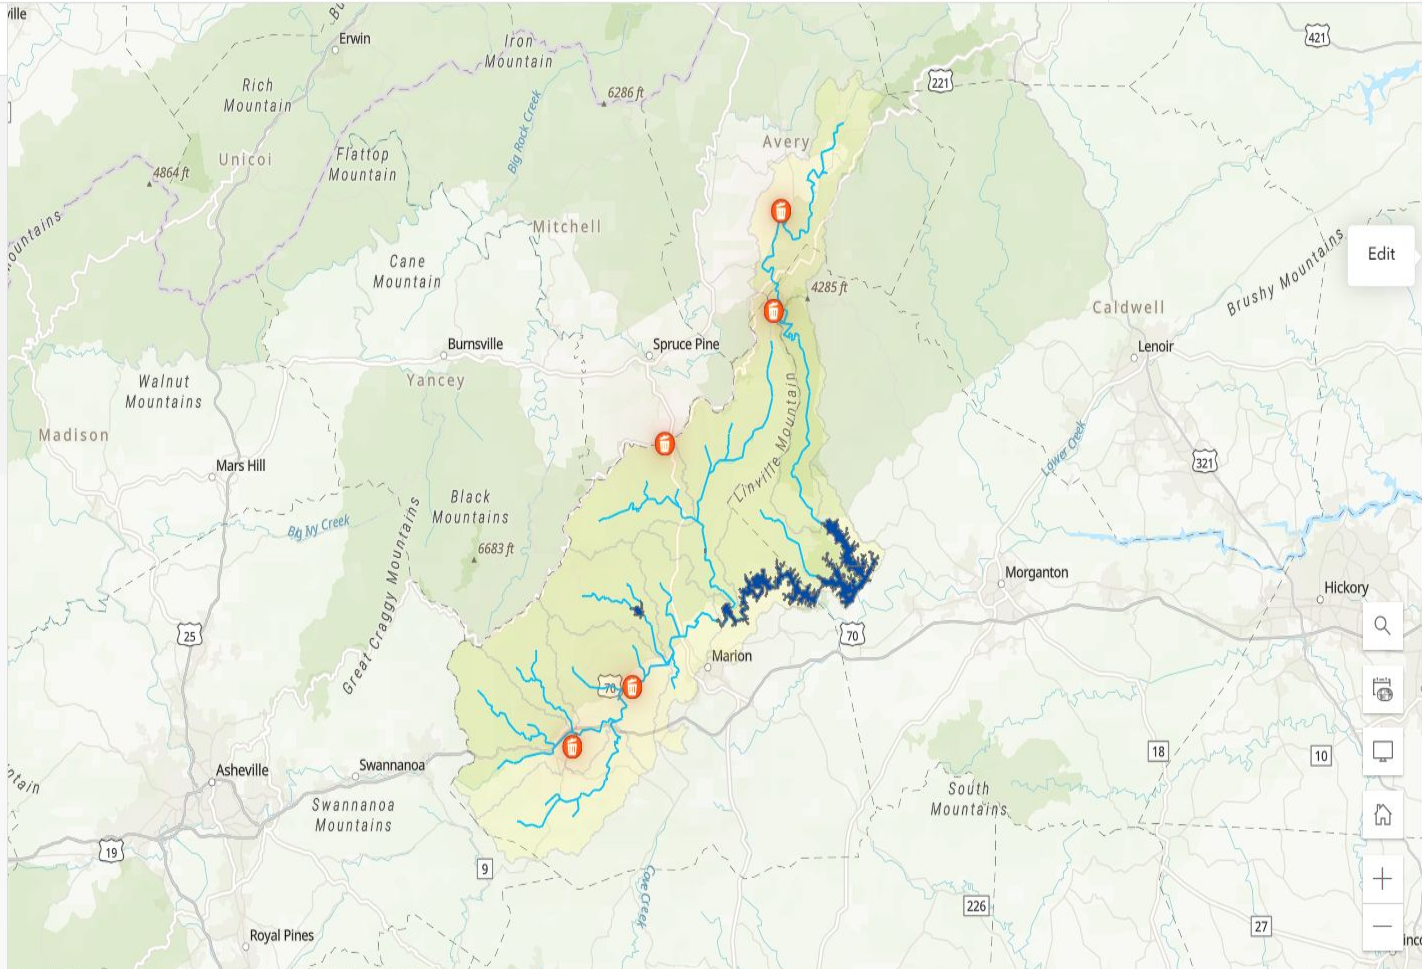 ville
Erwin
Iron
Mountain
421
221
Rich
Mountain
6286 ft
Big Rock Creek
Avery
Unicoi
Flattop
Mountain
4864 ft
Mitchell
ountains
Cane
Mountain
Edit
4285 ft
Brushy Mountains
Caldwell
Burnsville
Spruce Pine
Lenoir
Walnut
Mountains
Yancey
Linville Mountain
Madison
Lower Creek
321
Mars Hill
Black
Mountains
Big Ivy Creek
6683 ft
Great Craggy Mountains
Morganton
Hickory
25
70
Marion
70
18
10
Asheville
Swannanoa
South
Mountains
Swannanoa
Mountains
19
9
Cove Creek
226
27
Royal Pines